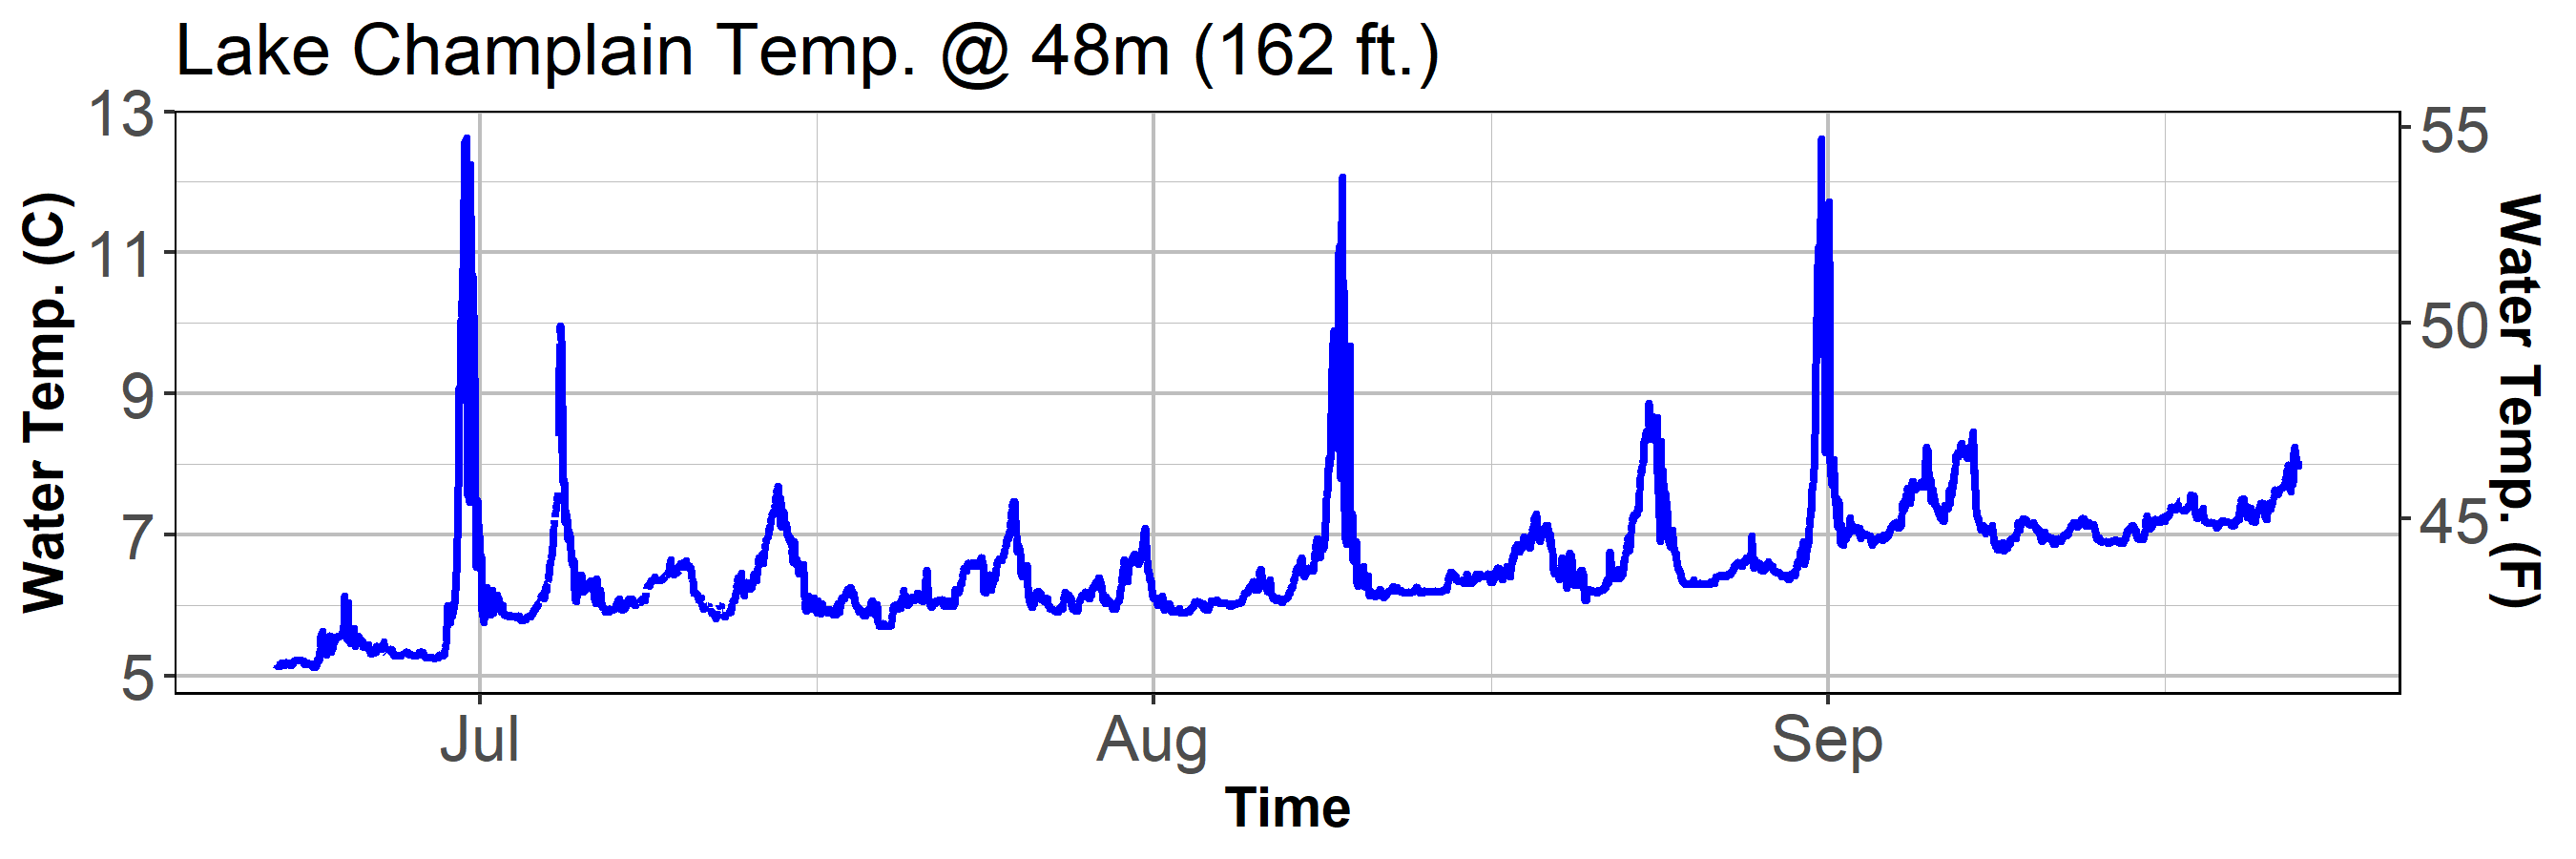 Lake Champlain Temp. @ 48m (162 ft.)
Water Temp. (C)
13
11
9
7
5
55
50
45
Water Temp. (F)
Jul Aug Sep
Time